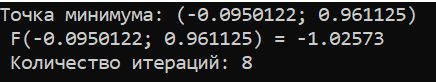 Точка минимума: (-0.0950122; 0.961125)
F(-0.0950122; 0.961125) = -1.02573
Количество итераций: 8